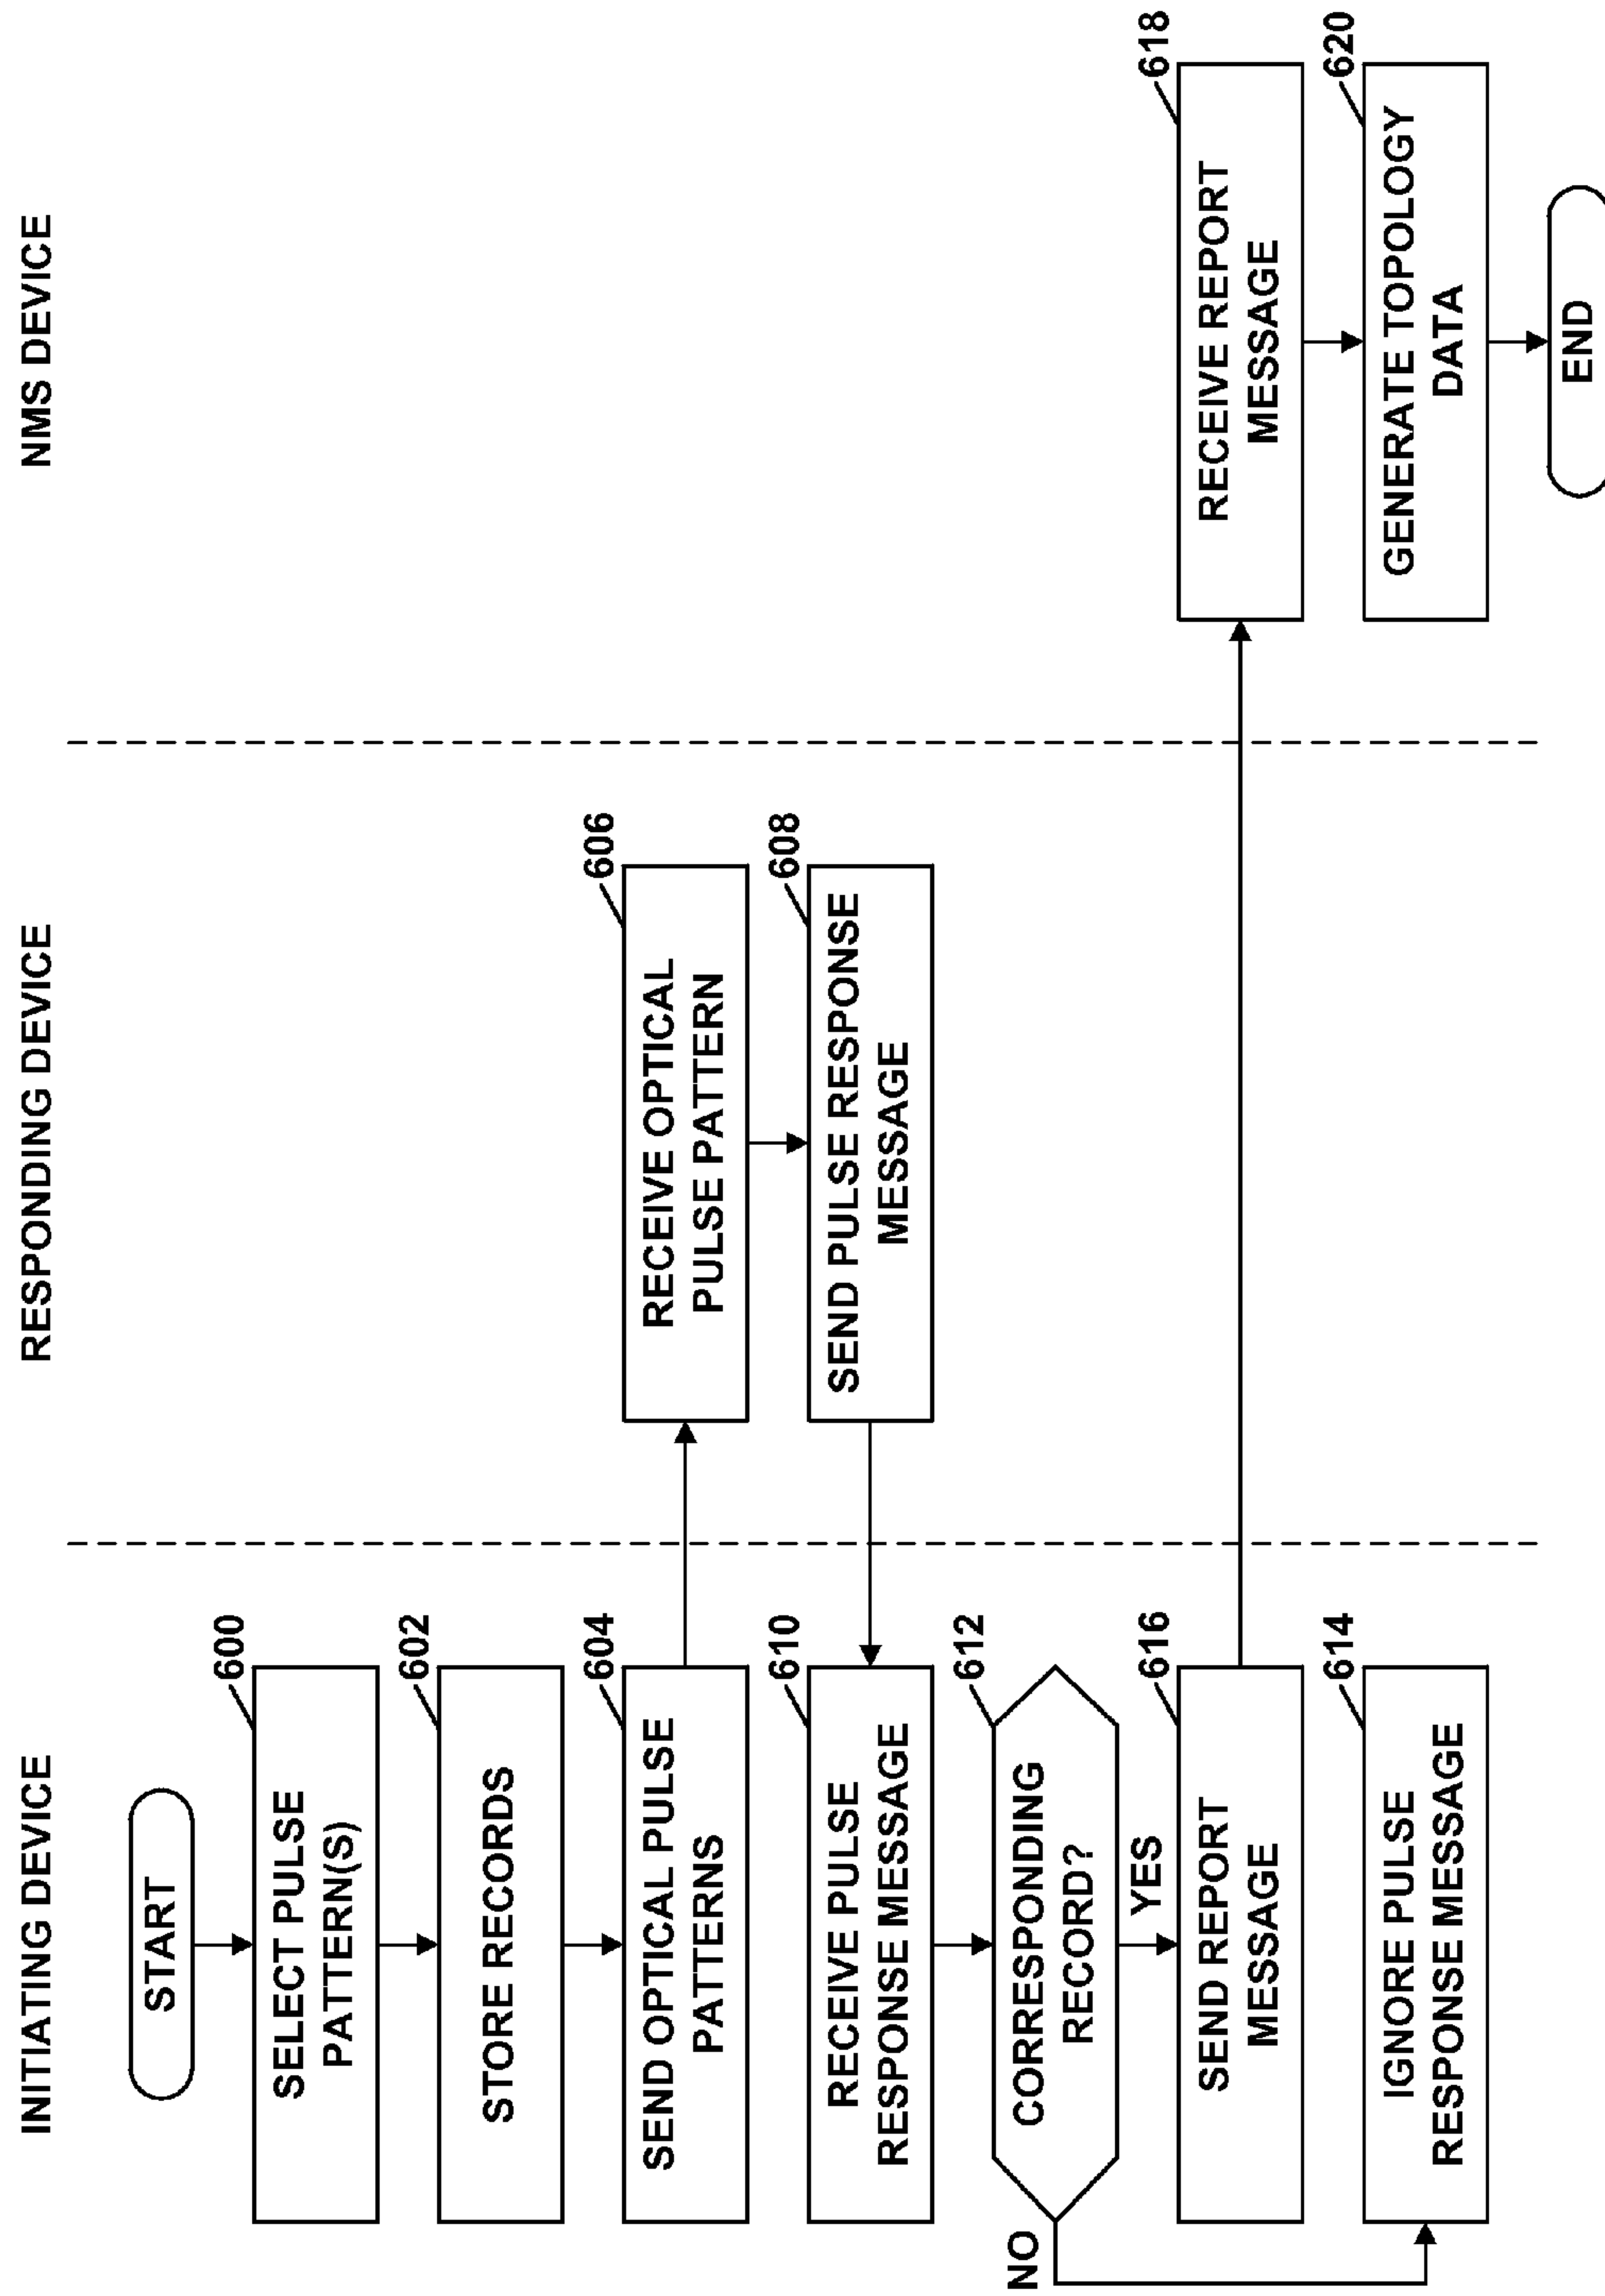 INITIATING DEVICE
RESPONDING DEVICE
NMS DEVICE
START
600
SELECT PULSE
PATTERN(S)
602
STORE RECORDS
604
SEND OPTICAL PULSE
PATTERNS
606
RECEIVE OPTICAL
PULSE PATTERN
608
SEND PULSE RESPONSE
MESSAGE
610
RECEIVE PULSE
RESPONSE MESSAGE
612
CORRESPONDING
RECORD?
NO
YES
616
SEND REPORT
MESSAGE
614
IGNORE PULSE
RESPONSE MESSAGE
618
RECEIVE REPORT
MESSAGE
620
GENERATE TOPOLOGY
DATA
END